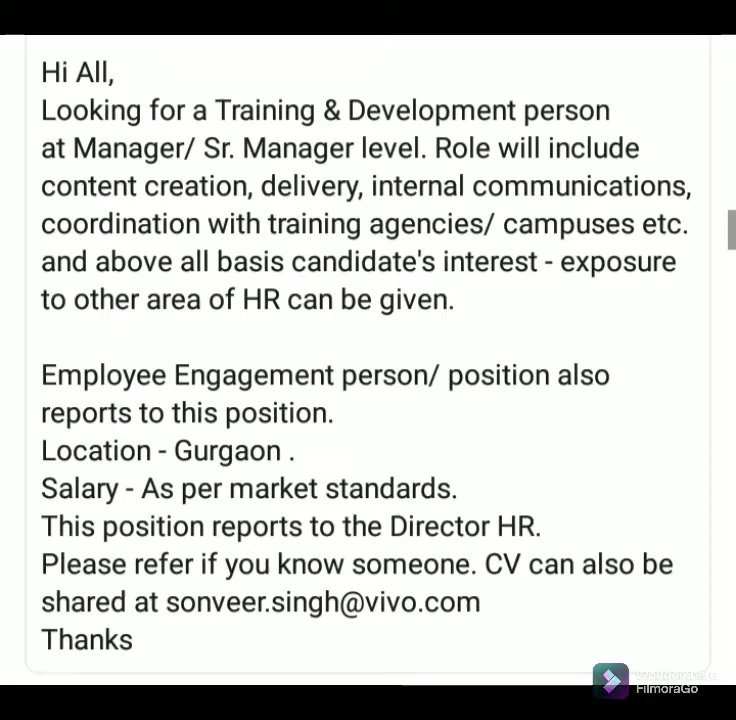 Hi All,
Looking for a Training & Development person
at Manager/ Sr. Manager level. Role will include
content creation, delivery, internal communications,
coordination with training agencies/ campuses etc.
and above all basis candidate's interest - exposure
to other area of HR can be given.
Employee Engagement person/ position also
reports to this position.
Location - Gurgaon .
Salary - As per market standards.
This position reports to the Director HR.
Please refer if you know someone. CV can also be
shared at sonveer.singh@vivo.com
Thanks
FilmoraGo